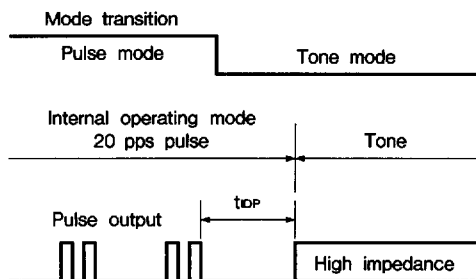 Mode transition
Pulse mode
Tone mode
Internal operating mode
20 pps pulse
Tone
Pulse output
tIDP
High impedance